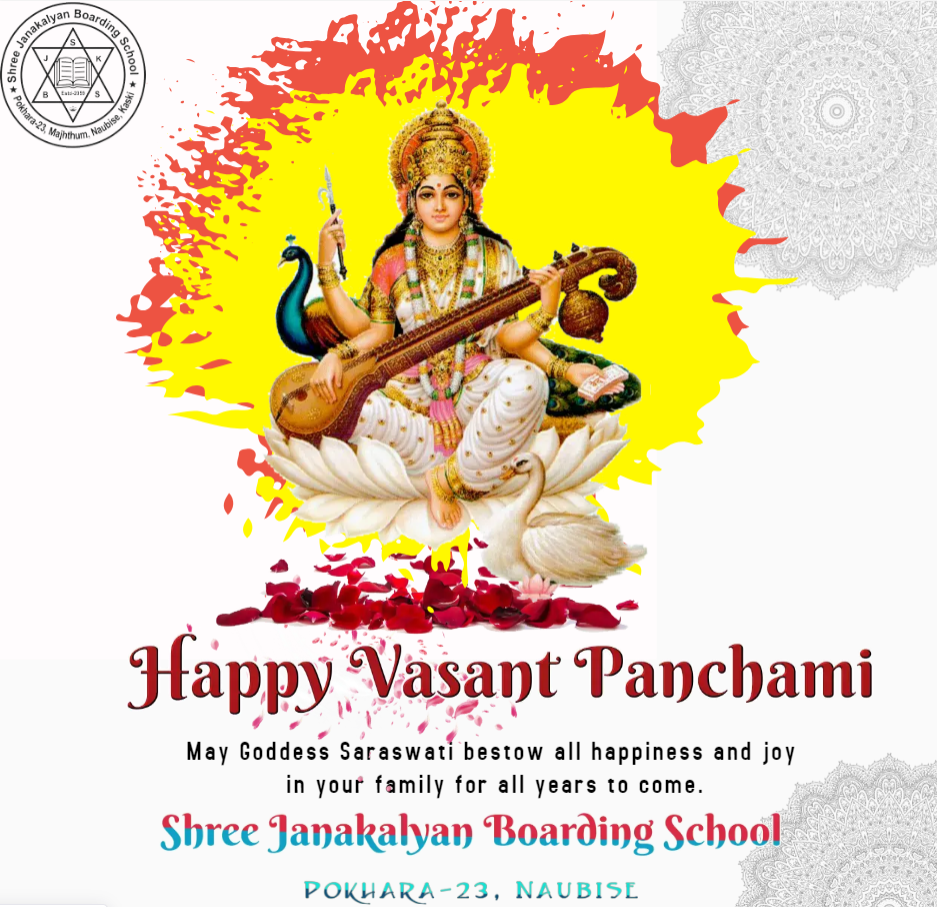 ★ Shree Janakalyan Boarding School ★
Pokhara-23, Majhthum, Naubise, Kaski
S
J K
B S
Happy Vasant Panchami
May Goddess Saraswati bestow all happiness and joy
in your family for all years to come.
Shree Janakalyan Boarding School
POKHARA-23, NAUBISE